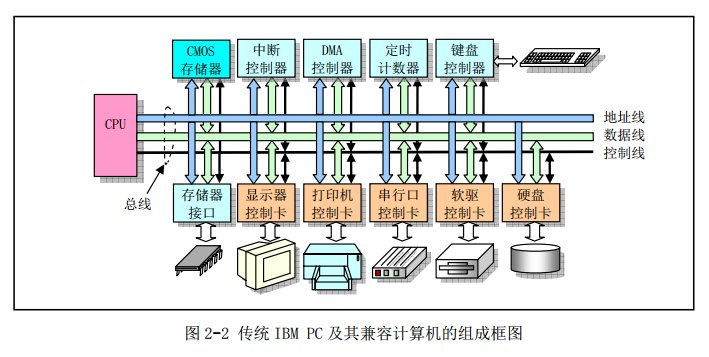 CMOS
存储器
中断
控制器
DMA
控制器
定时
计数器
键盘
控制器
CPU
地址线
数据线
控制线
总线
存储器
接口
显示器
控制卡
打印机
控制卡
串行口
控制卡
软驱
控制卡
硬盘
控制卡
图 2-2 传统 IBM PC 及其兼容计算机的组成框图